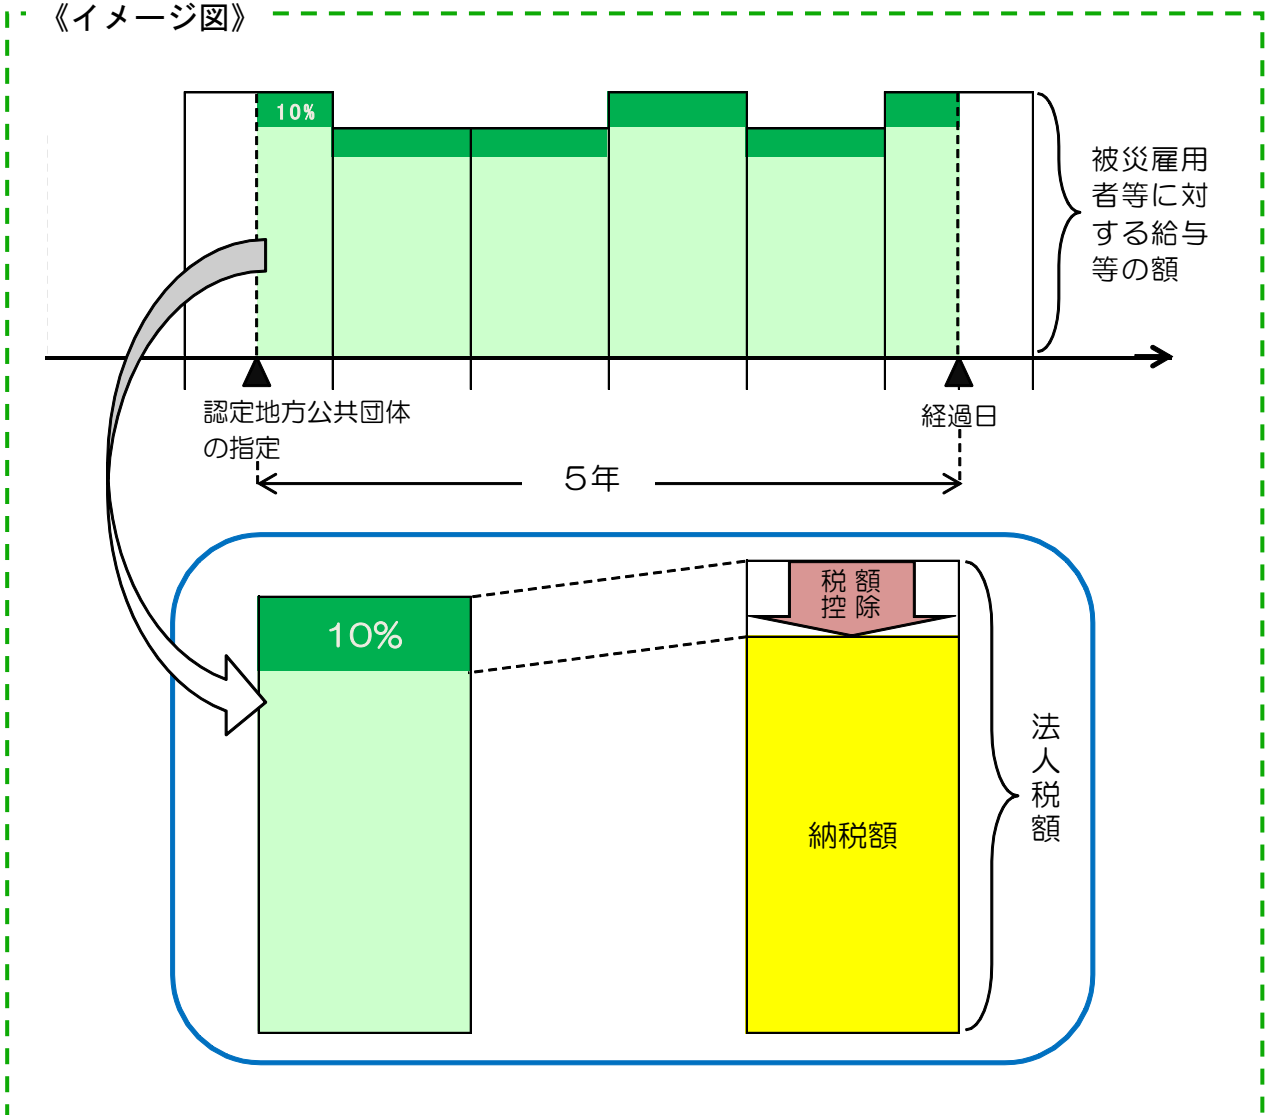 《イメージ図》
10%
被災雇用
者等に対
する給与
等の額
認定地方公共団体
の指定
経過日
５年
10%
税 額
控 除
納税額
法人税額